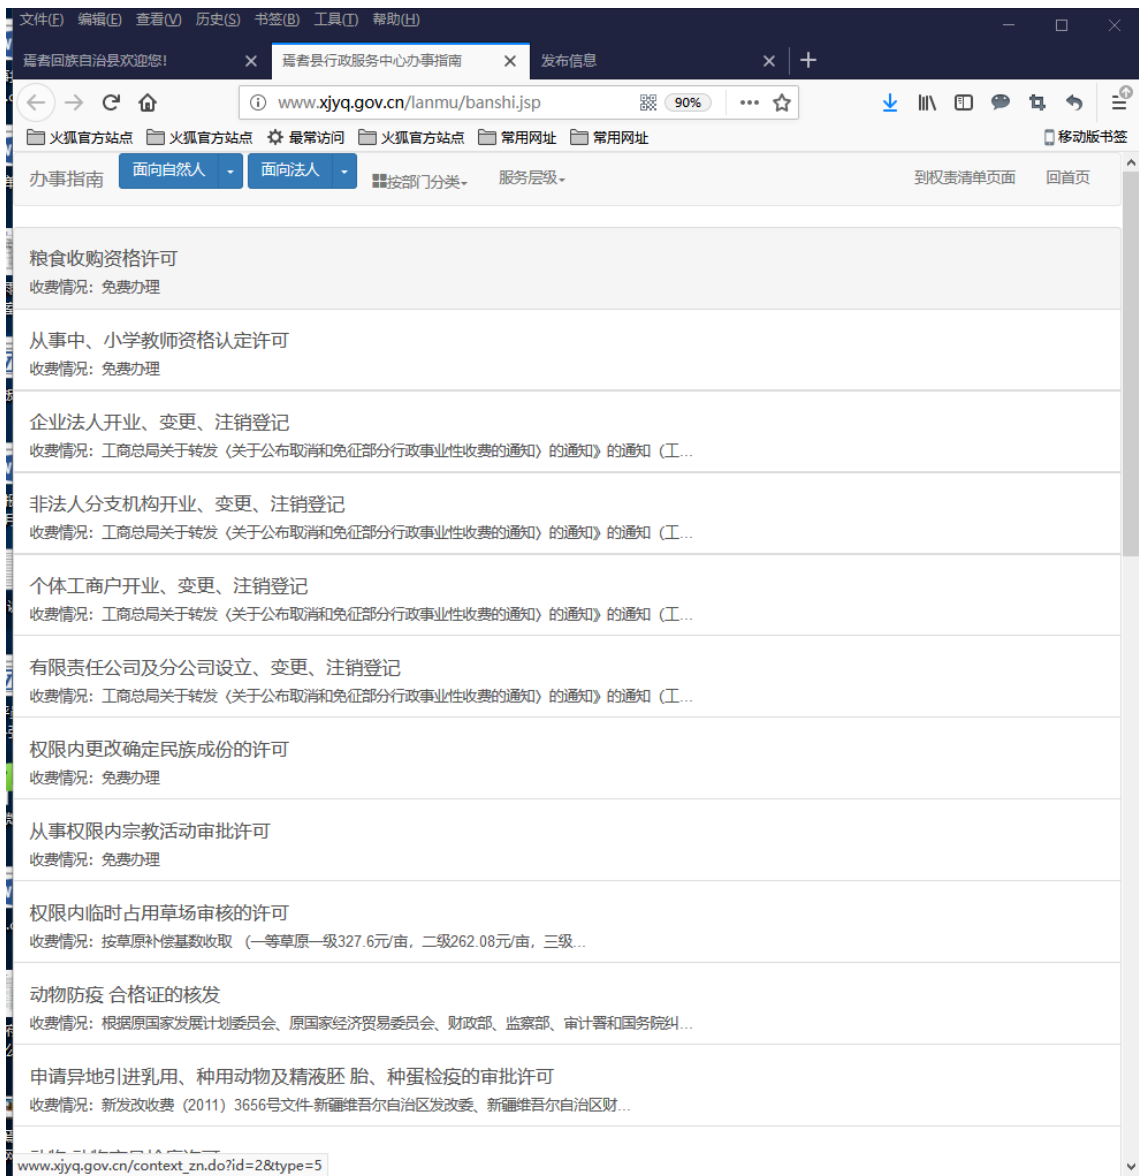 文件(F) 编辑(E) 查看(V) 历史(S) 书签(B) 工具(T) 帮助(H)
焉耆回族自治县欢迎您!
焉耆县行政服务中心办事指南
发布信息
www.xjyq.gov.cn/lanmu/banshi.jsp
90%
火狐官方站点 火狐官方站点 最常访问 火狐官方站点 常用网址 常用网址 移动版书签
办事指南 面向自然人 面向法人 按部门分类 服务层级 到权责清单页面 回首页
粮食收购资格许可
收费情况：免费办理
从事中、小学教师资格认定许可
收费情况：免费办理
企业法人开业、变更、注销登记
收费情况：工商总局关于转发〈关于公布取消和免征部分行政事业性收费的通知〉的通知》的通知（工...
非法人分支机构开业、变更、注销登记
收费情况：工商总局关于转发〈关于公布取消和免征部分行政事业性收费的通知〉的通知》的通知（工...
个体工商户开业、变更、注销登记
收费情况：工商总局关于转发〈关于公布取消和免征部分行政事业性收费的通知〉的通知》的通知（工...
有限责任公司及分公司设立、变更、注销登记
收费情况：工商总局关于转发〈关于公布取消和免征部分行政事业性收费的通知〉的通知》的通知（工...
权限内更改确定民族成份的许可
收费情况：免费办理
从事权限内宗教活动审批许可
收费情况：免费办理
权限内临时占用草场审核的许可
收费情况：按草原补偿基数收取 （一等草原一级327.6元/亩，二级262.08元/亩，三级...
动物防疫 合格证的核发
收费情况：根据原国家发展计划委员会、原国家经济贸易委员会、财政部、监察部、审计署和国务院纠...
申请异地引进乳用、种用动物及精液胚 胎、种蛋检疫的审批许可
收费情况：新发改收费（2011）3656号文件-新疆维吾尔自治区发改委、新疆维吾尔自治区财...
www.xjyq.gov.cn/context_zn.do?id=2&type=5